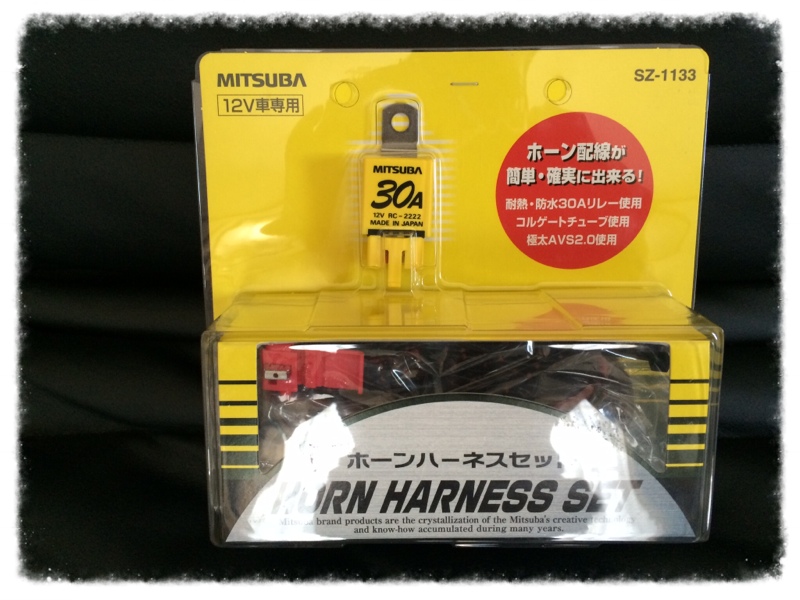 MITSUBA
12V車専用
SZ-1133
MITSUBA
30A
12V RC-2222
MADE IN JAPAN
ホーン配線が
簡単・確実に出来る!
耐熱・防水30Aリレー使用
コルゲートチューブ使用
極太AVS2.0使用
ホーンハーネスセット
HORN HARNESS SET
brand products are the crystallization of the Mitsuba's creative
and know-how accumulated during many years.